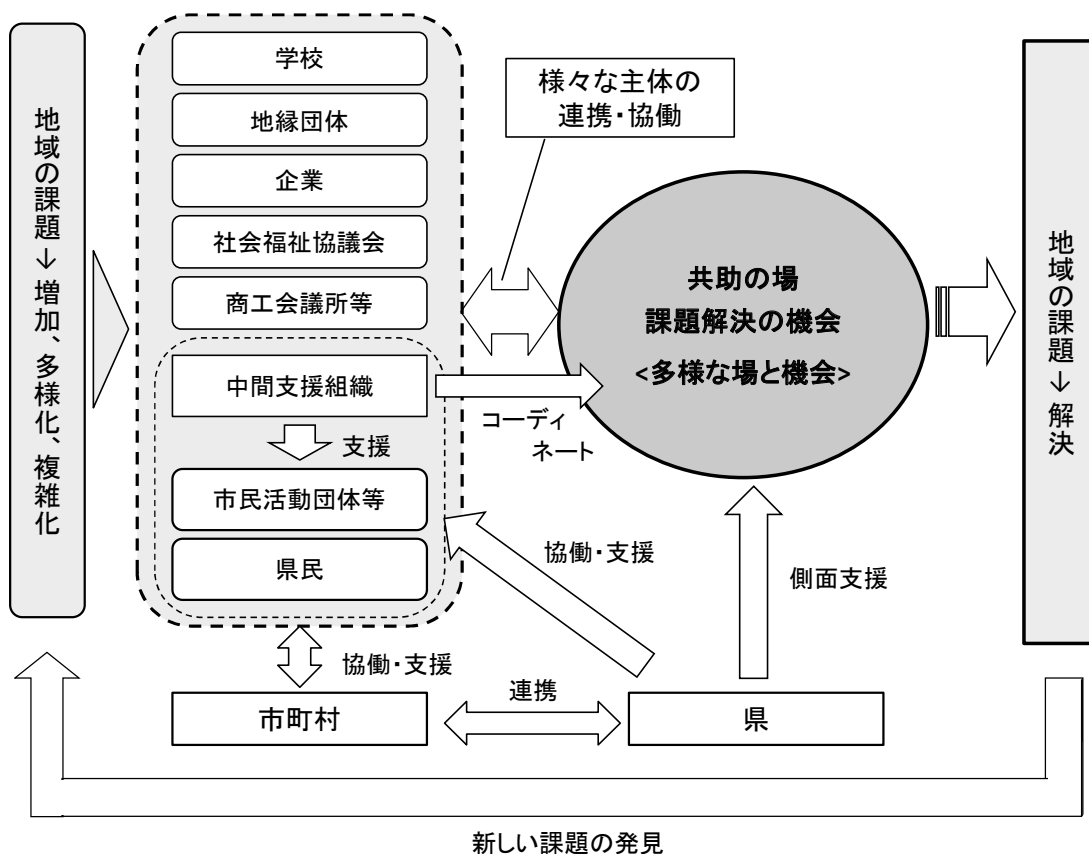 地域の課題↓増加、多様化、複雑化
学校
地縁団体
企業
社会福祉協議会
商工会議所等
中間支援組織
支援
市民活動団体等
県民
様々な主体の
連携・協働
共助の場
課題解決の機会
<多様な場と機会>
コーディ
ネート
地域の課題↓解決
協働・支援
側面支援
協働・支援
市町村
連携
県
新しい課題の発見